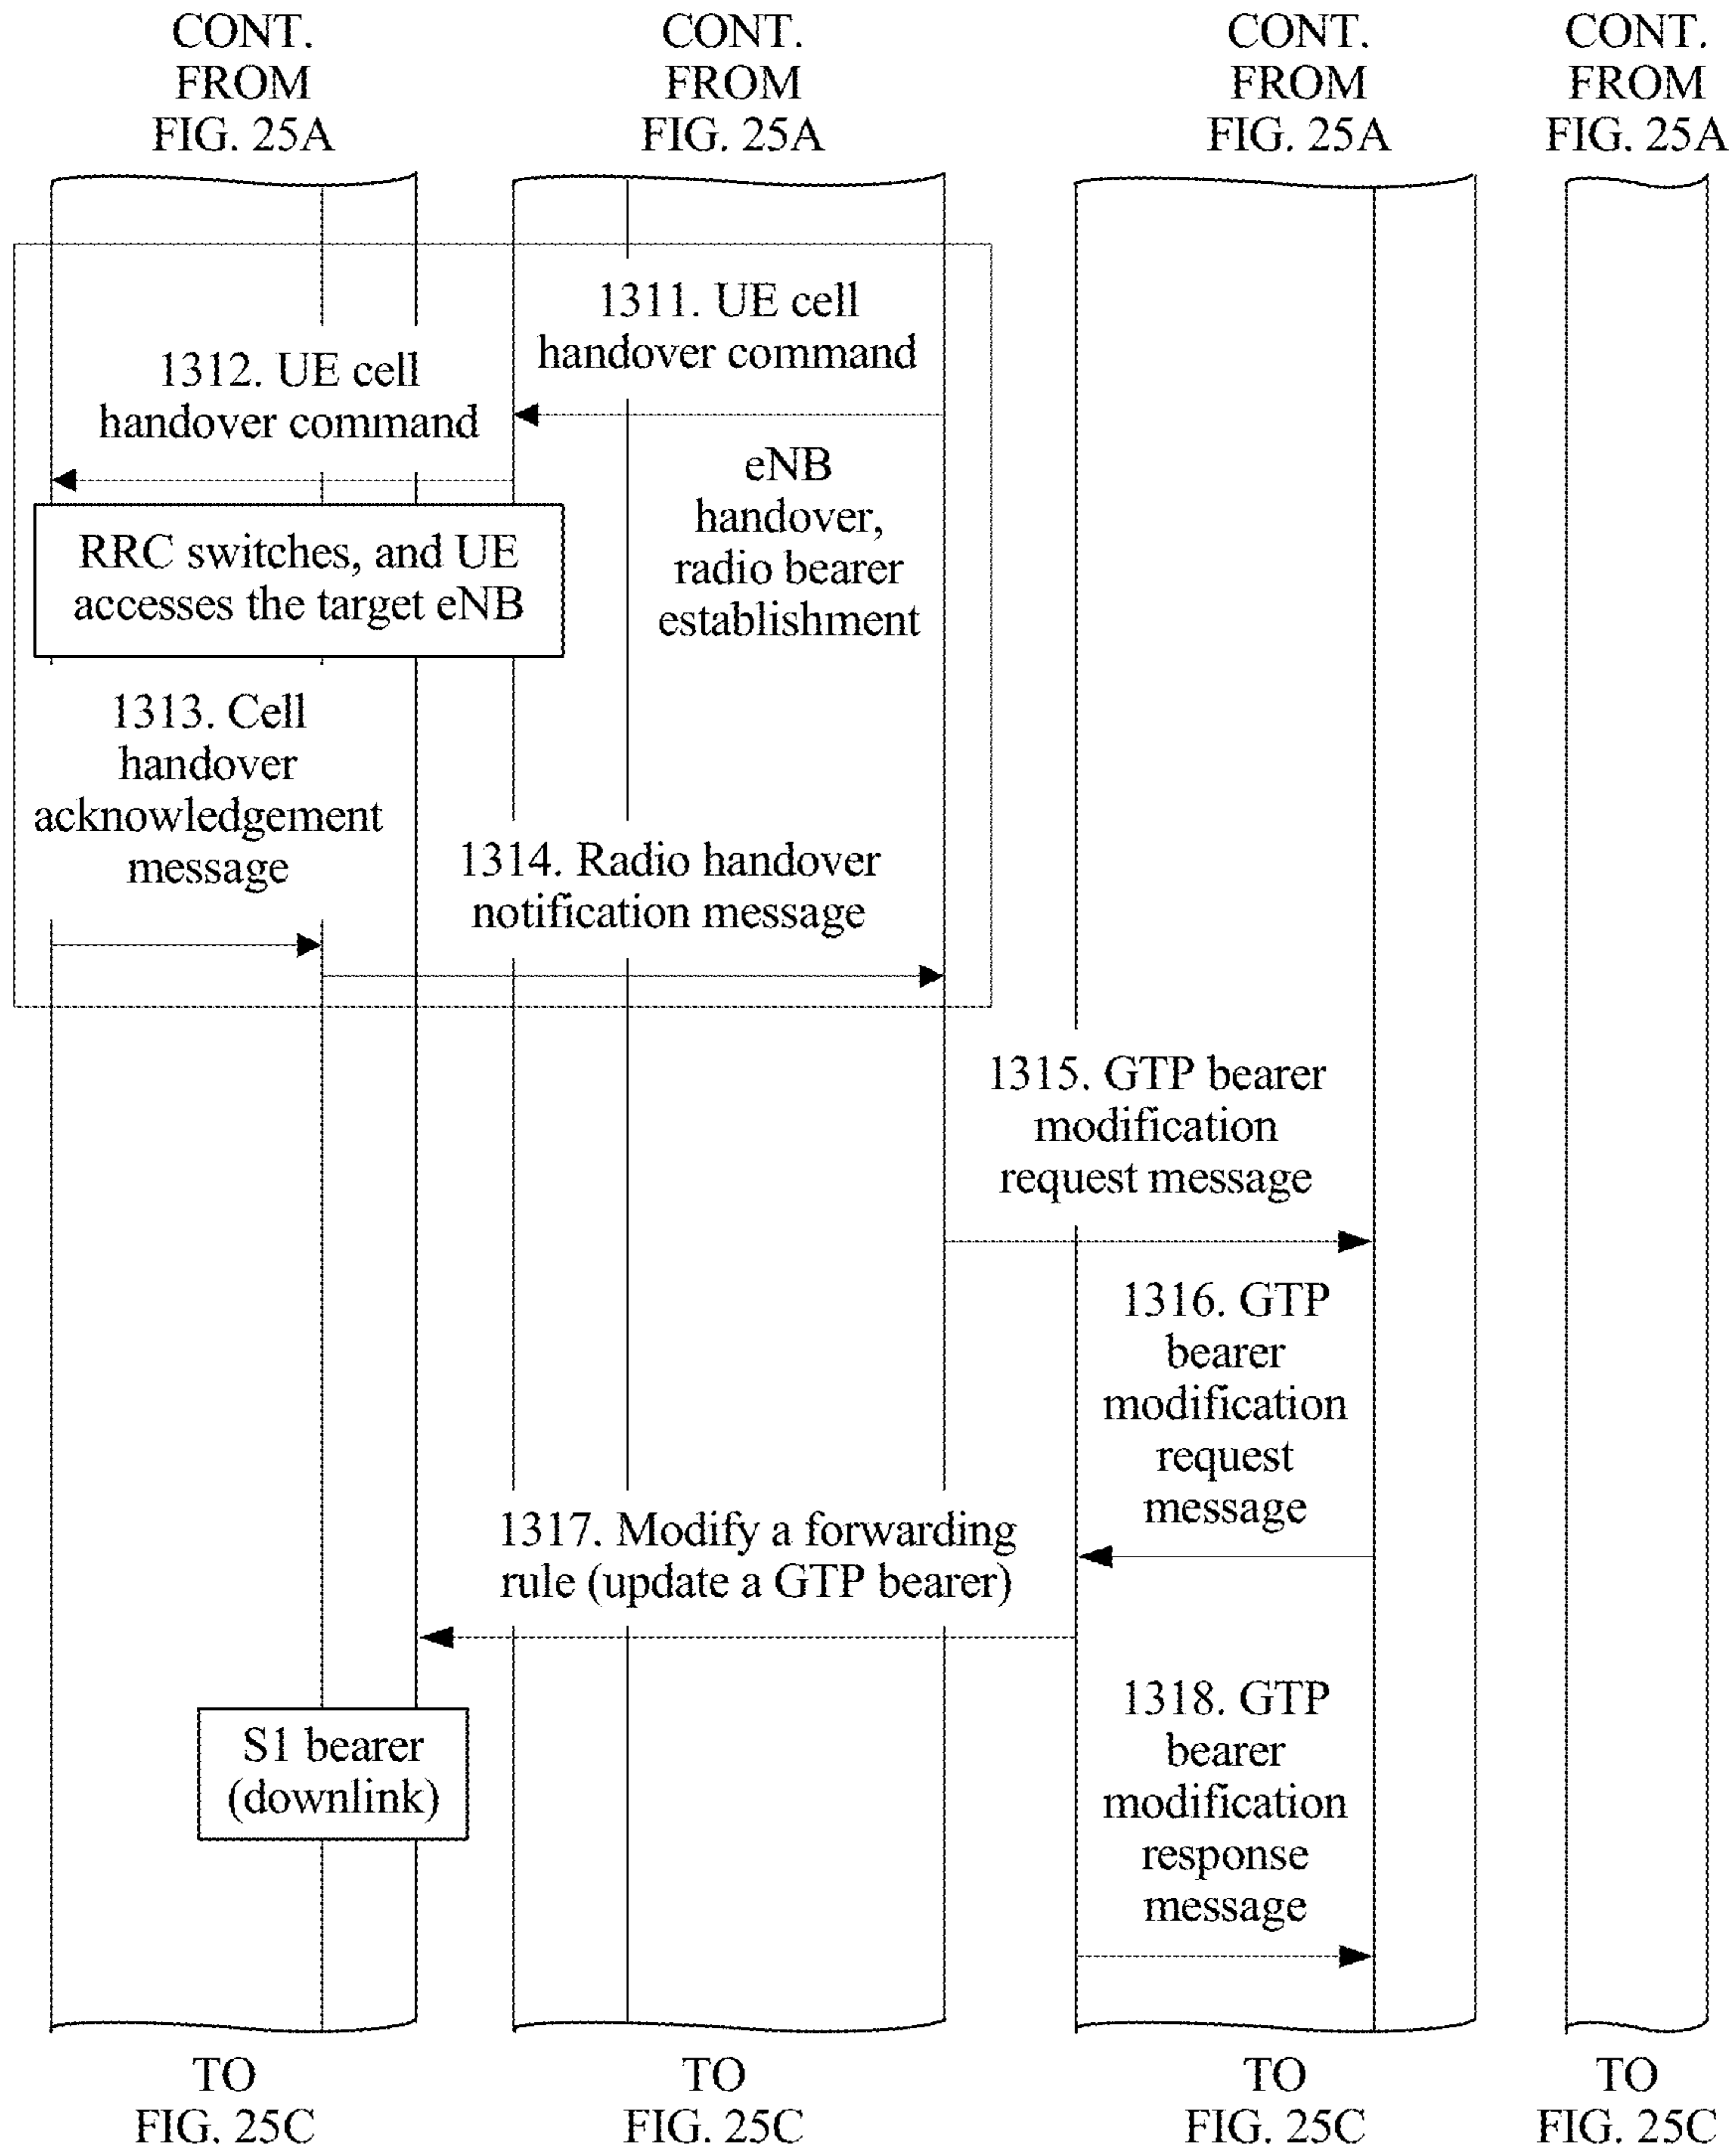 CONT.
FROM
FIG. 25A
CONT.
FROM
FIG. 25A
CONT.
FROM
FIG. 25A
CONT.
FROM
FIG. 25A
1311. UE cell
handover command
1312. UE cell
handover command
eNB
handover,
radio bearer
establishment
RRC switches, and UE
accesses the target eNB
1313. Cell
handover
acknowledgement
message
1314. Radio handover
notification message
1315. GTP bearer
modification
request message
1316. GTP
bearer
modification
request
message
1317. Modify a forwarding
rule (update a GTP bearer)
S1 bearer
(downlink)
1318. GTP
bearer
modification
response
message
TO
FIG. 25C
TO
FIG. 25C
TO
FIG. 25C
TO
FIG. 25C